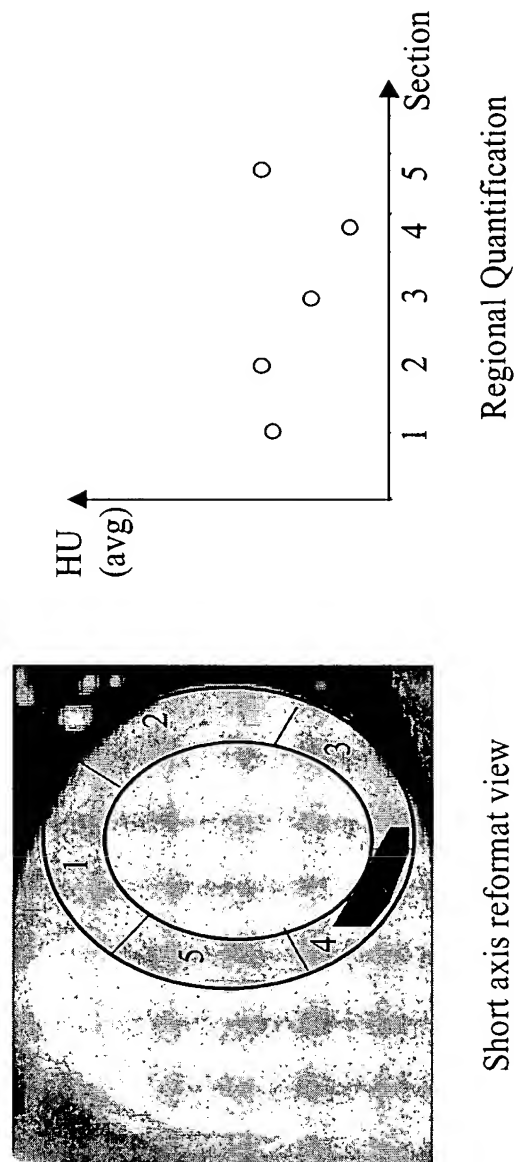 1
2
3
4
5
Short axis reformat view
HU
(avg)
1 2 3 4 5 Section
Regional Quantification